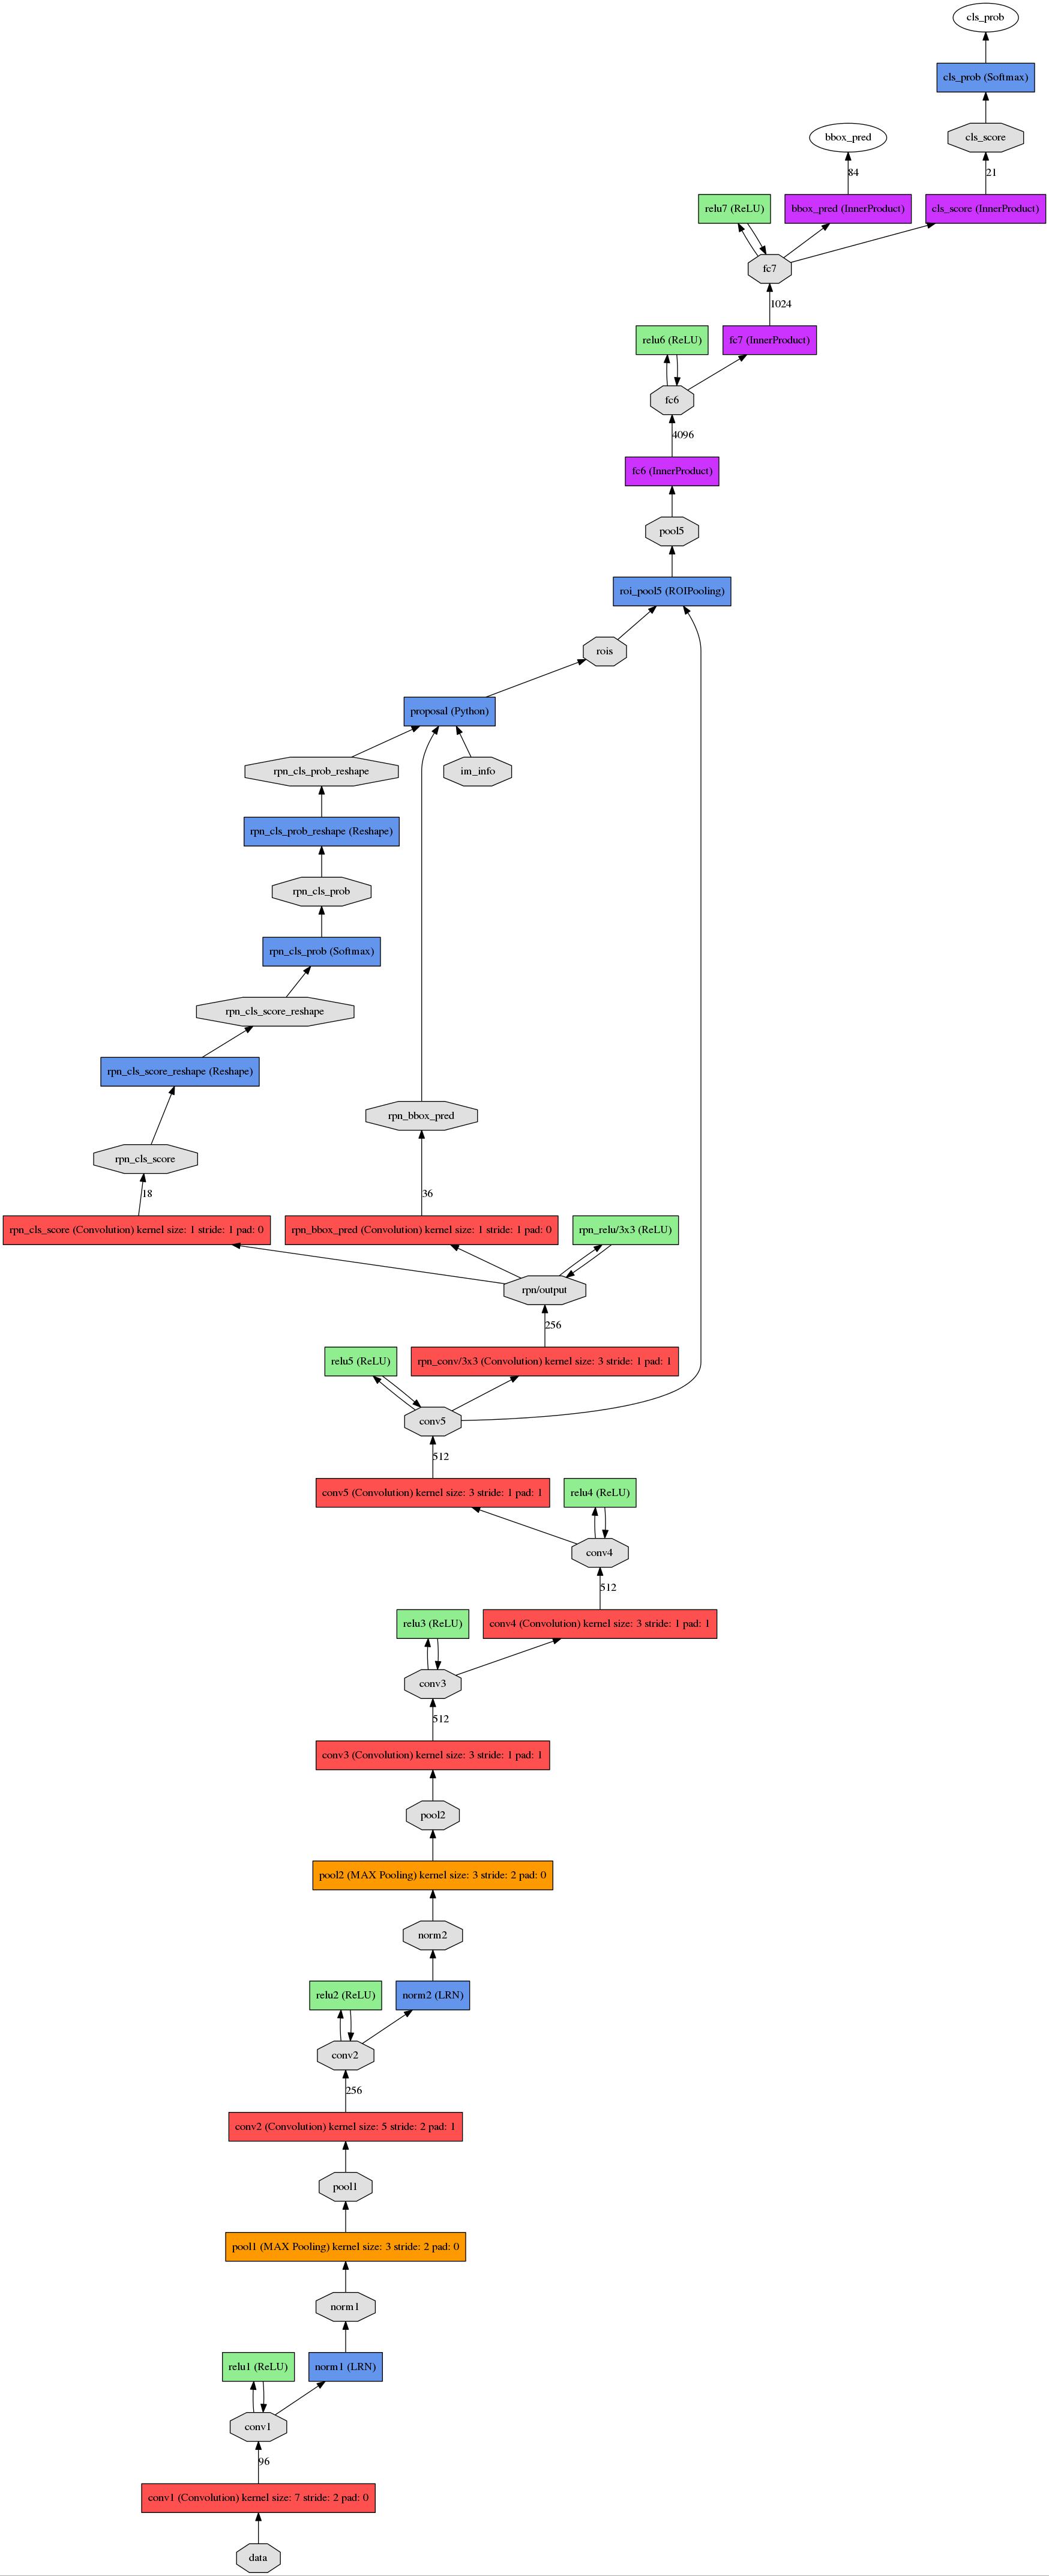 cls_prob
cls_prob (Softmax)
bbox_pred
cls_score
84
21
relu7 (ReLU)
bbox_pred (InnerProduct)
cls_score (InnerProduct)
fc7
1024
relu6 (ReLU)
fc7 (InnerProduct)
fc6
4096
fc6 (InnerProduct)
pool5
roi_pool5 (ROIPooling)
rois
proposal (Python)
rpn_cls_prob_reshape
im_info
rpn_cls_prob_reshape (Reshape)
rpn_cls_prob
rpn_cls_prob (Softmax)
rpn_cls_score_reshape
rpn_cls_score_reshape (Reshape)
rpn_bbox_pred
rpn_cls_score
18
36
rpn_cls_score (Convolution) kernel size: 1 stride: 1 pad: 0
rpn_bbox_pred (Convolution) kernel size: 1 stride: 1 pad: 0
rpn_relu/3x3 (ReLU)
rpn/output
256
relu5 (ReLU)
rpn_conv/3x3 (Convolution) kernel size: 3 stride: 1 pad: 1
conv5
512
conv5 (Convolution) kernel size: 3 stride: 1 pad: 1
relu4 (ReLU)
conv4
512
relu3 (ReLU)
conv4 (Convolution) kernel size: 3 stride: 1 pad: 1
conv3
512
conv3 (Convolution) kernel size: 3 stride: 1 pad: 1
pool2
pool2 (MAX Pooling) kernel size: 3 stride: 2 pad: 0
norm2
relu2 (ReLU)
norm2 (LRN)
conv2
256
conv2 (Convolution) kernel size: 5 stride: 2 pad: 1
pool1
pool1 (MAX Pooling) kernel size: 3 stride: 2 pad: 0
norm1
relu1 (ReLU)
norm1 (LRN)
conv1
96
conv1 (Convolution) kernel size: 7 stride: 2 pad: 0
data